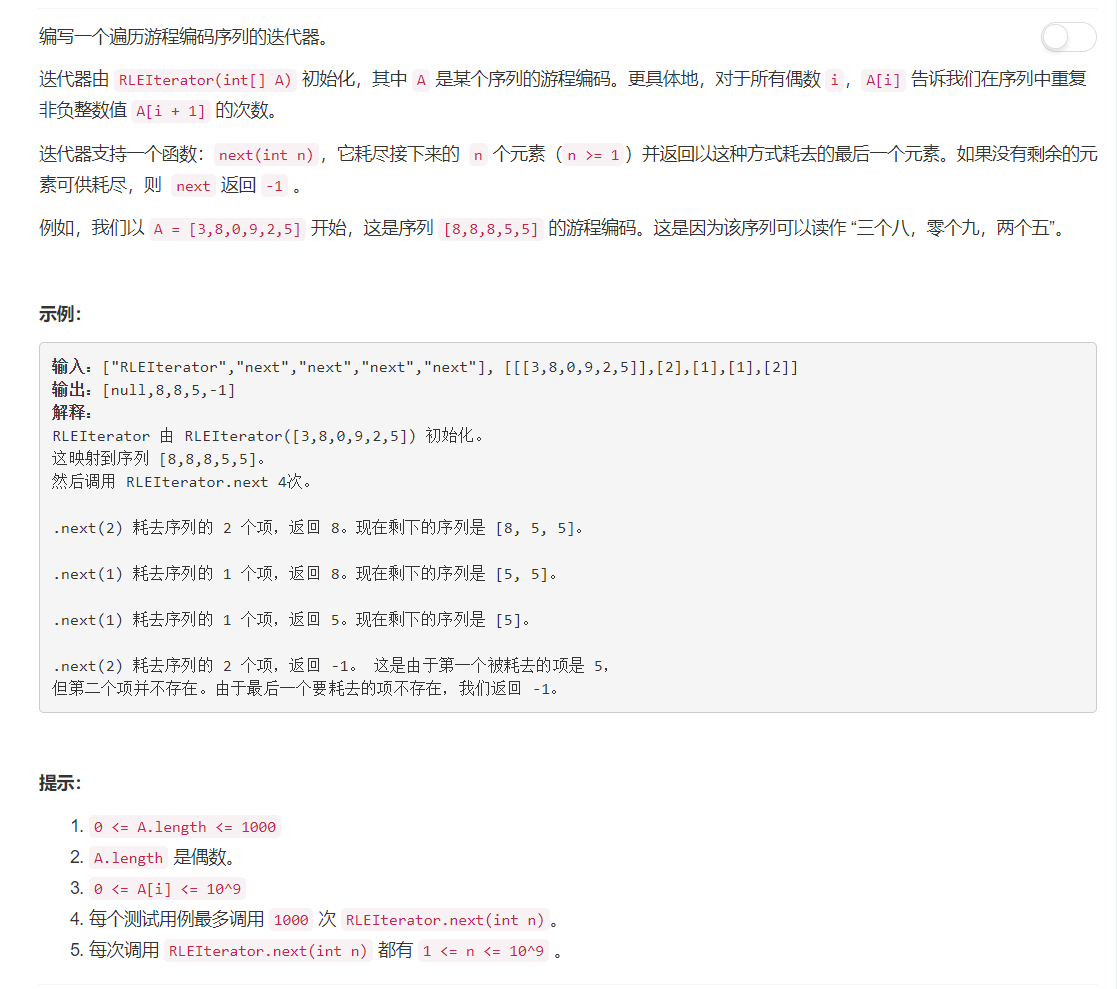 编写一个遍历游程编码序列的迭代器。
迭代器由 RLEIterator(int[] A) 初始化，其中 A 是某个序列的游程编码。更具体地，对于所有偶数 i，A[i] 告诉我们在序列中重复
非负整数值 A[i + 1] 的次数。
迭代器支持一个函数：next(int n)，它耗尽接下来的 n 个元素（n >= 1）并返回以这种方式耗去的最后一个元素。如果没有剩余的元
素可供耗尽，则 next 返回 -1 。
例如，我们以 A = [3,8,0,9,2,5] 开始，这是序列 [8,8,8,5,5] 的游程编码。这是因为该序列可以读作 “三个八，零个九，两个五”。
示例：
输入：["RLEIterator","next","next","next","next"], [[[3,8,0,9,2,5]],[2],[1],[1],[2]]
输出：[null,8,8,5,-1]
解释：
RLEIterator 由 RLEIterator([3,8,0,9,2,5]) 初始化。
这映射到序列 [8,8,8,5,5]。
然后调用 RLEIterator.next 4次。
.next(2) 耗去序列的 2 个项，返回 8。现在剩下的序列是 [8, 5, 5]。
.next(1) 耗去序列的 1 个项，返回 8。现在剩下的序列是 [5, 5]。
.next(1) 耗去序列的 1 个项，返回 5。现在剩下的序列是 [5]。
.next(2) 耗去序列的 2 个项，返回 -1。 这是由于第一个被耗去的项是 5，
但第二个项并不存在。由于最后一个要耗去的项不存在，我们返回 -1。
提示：
1. 0 <= A.length <= 1000
2. A.length 是偶数。
3. 0 <= A[i] <= 10^9
4. 每个测试用例最多调用 1000 次 RLEIterator.next(int n)。
5. 每次调用 RLEIterator.next(int n) 都有 1 <= n <= 10^9 。